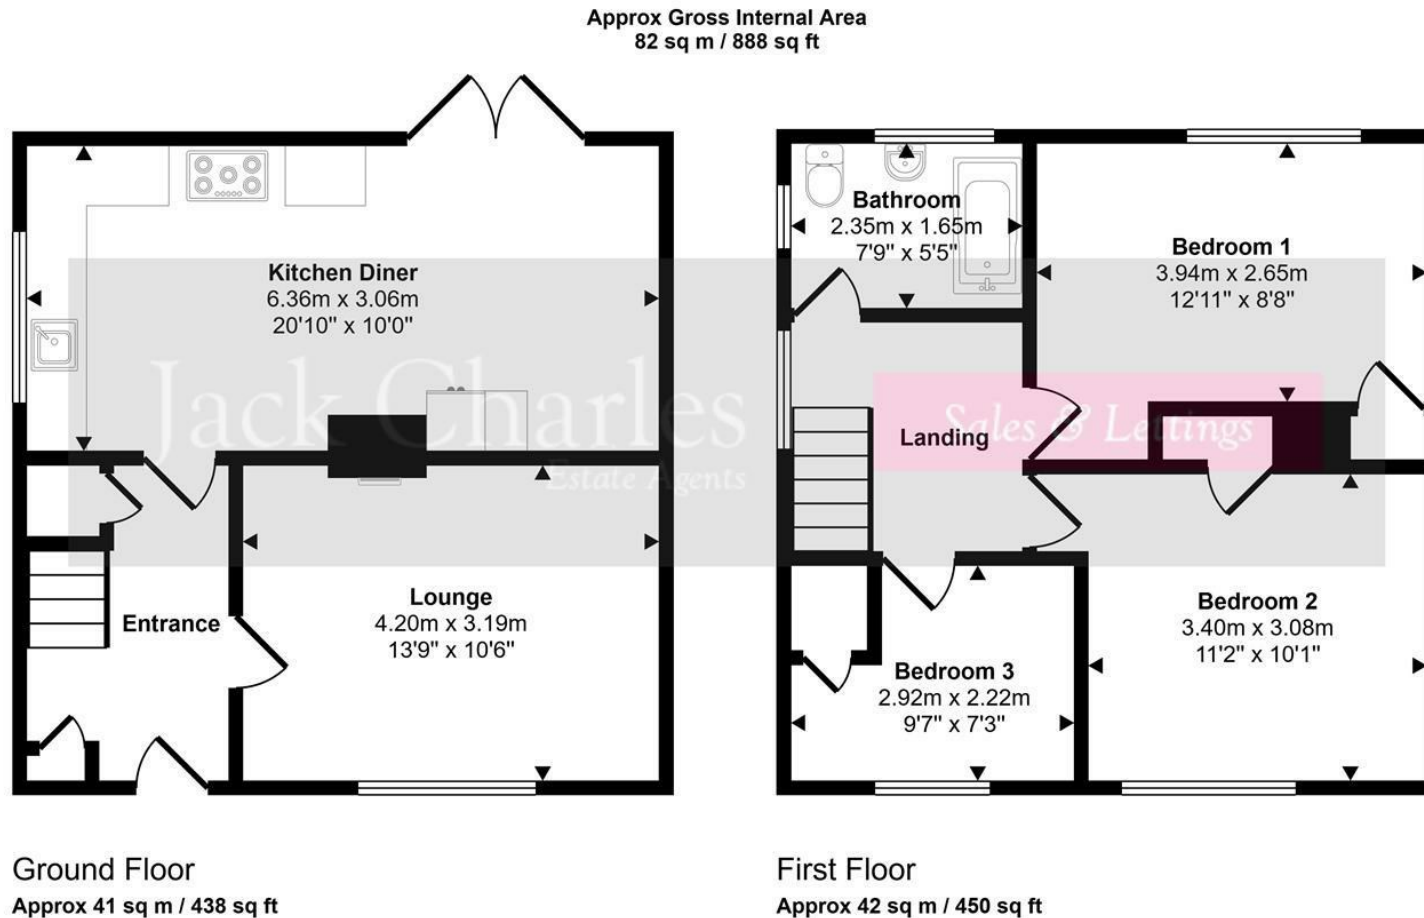 Approx Gross Internal Area
82 sq m / 888 sq ft
Kitchen Diner
6.36m x 3.06m
20'10" x 10'0"
Bathroom
2.35m x 1.65m
7'9" x 5'5"
Bedroom 1
3.94m x 2.65m
12'11" x 8'8"
Jack Charles
Estate Agents
Sales & Lettings
Landing
Entrance
Lounge
4.20m x 3.19m
13'9" x 10'6"
Bedroom 2
3.40m x 3.08m
11'2" x 10'1"
Bedroom 3
2.92m x 2.22m
9'7" x 7'3"
Ground Floor
Approx 41 sq m / 438 sq ft
First Floor
Approx 42 sq m / 450 sq ft